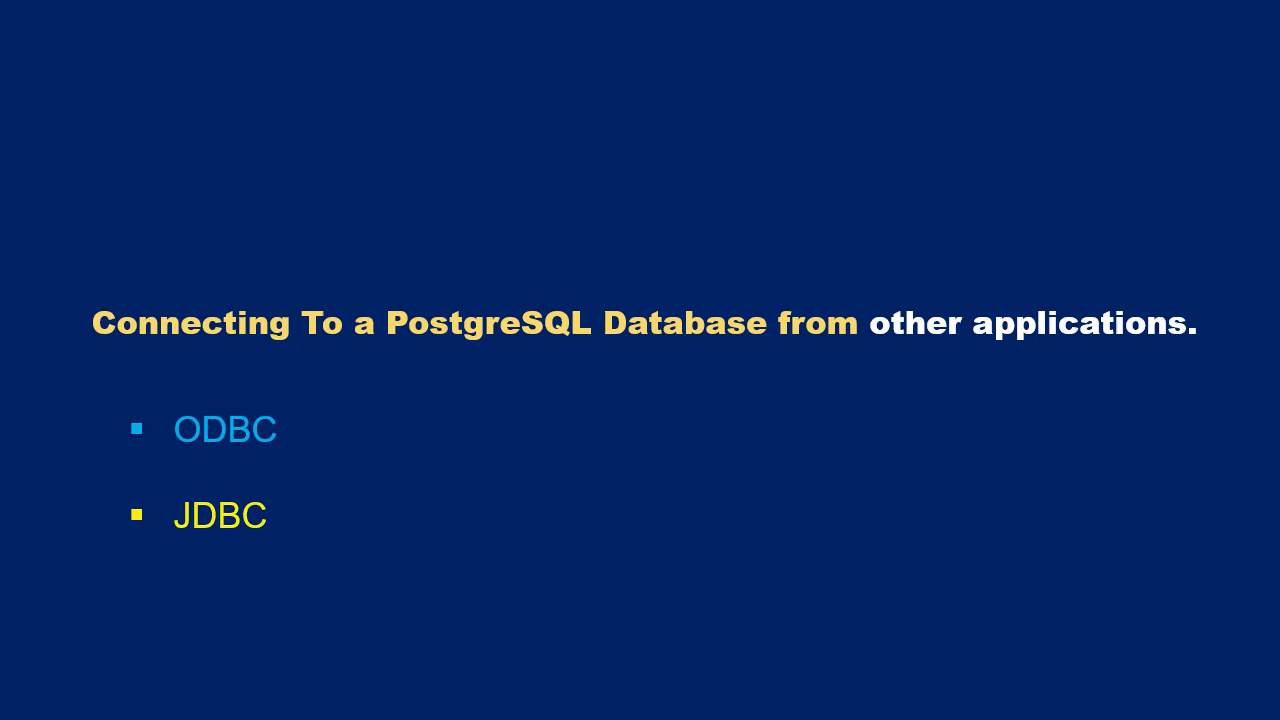 Connecting To a PostgreSQL Database from other applications.
▪ ODBC
▪ JDBC